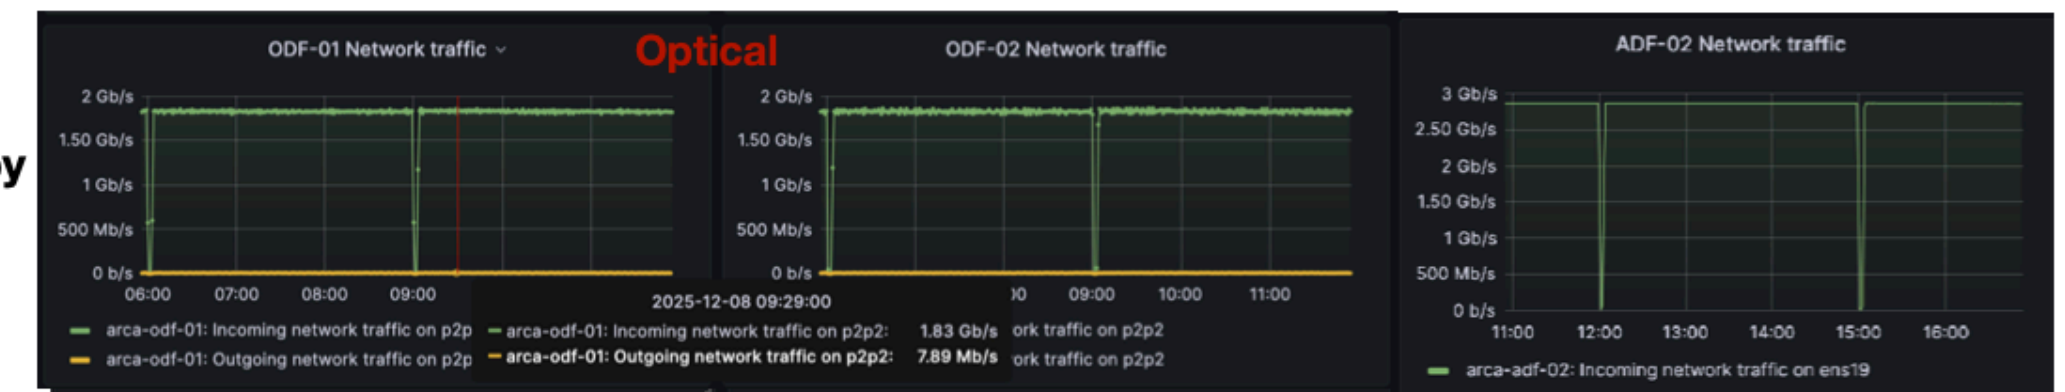 ODF-01 Network traffic
Optical
ODF-02 Network traffic
ADF-02 Network traffic
2 Gb/s
1.50 Gb/s
1 Gb/s
500 Mb/s
0 b/s
06:00 07:00 08:00 09:00
arca-odf-01: Incoming network traffic on p2p
arca-odf-01: Outgoing network traffic on p2p
2 Gb/s
1.50 Gb/s
1 Gb/s
500 Mb/s
0 b/s
09:00 10:00 11:00
2025-12-08 09:29:00
arca-odf-01: Incoming network traffic on p2p2: 1.83 Gb/s
arca-odf-01: Outgoing network traffic on p2p2: 7.89 Mb/s
ork traffic on p2p2
ork traffic on p2p2
3 Gb/s
2.50 Gb/s
2 Gb/s
1.50 Gb/s
1 Gb/s
500 Mb/s
0 b/s
11:00 12:00 13:00 14:00 15:00 16:00
arca-adf-02: Incoming network traffic on ens19